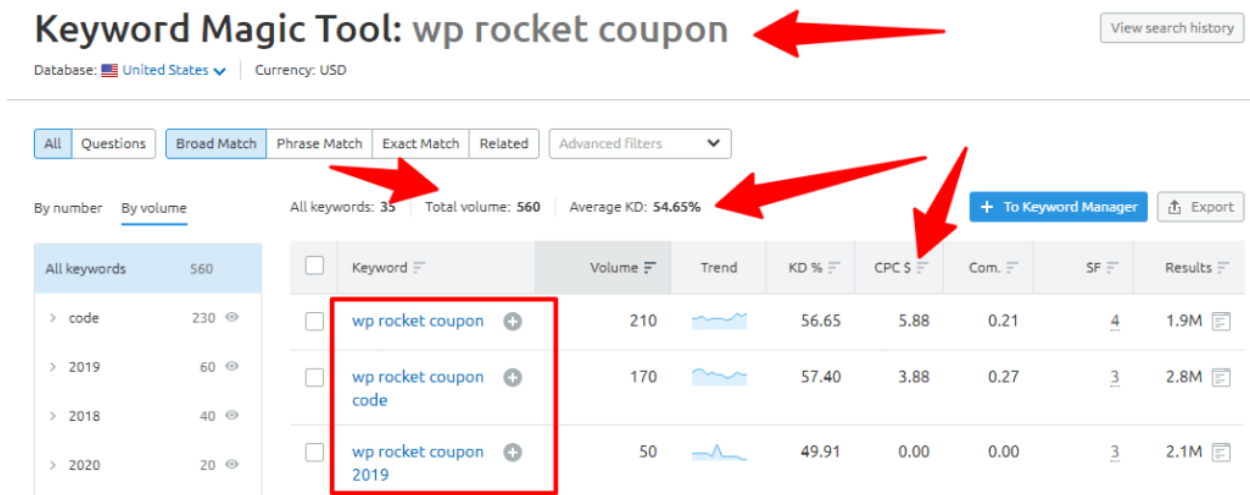 Keyword Magic Tool: wp rocket coupon
View search history
Database: United States
Currency: USD
All Questions Broad Match Phrase Match Exact Match Related Advanced filters
By number By volume
All keywords: 35 Total volume: 560 Average KD: 54.65%
+ To Keyword Manager Export
All keywords 560
code 230
2019 60
2018 40
2020 20
Keyword Volume Trend KD % CPC $ Com. SF Results
wp rocket coupon 210 56.65 5.88 0.21 4 1.9M
wp rocket coupon code 170 57.40 3.88 0.27 3 2.8M
wp rocket coupon 2019 50 49.91 0.00 0.00 3 2.1M